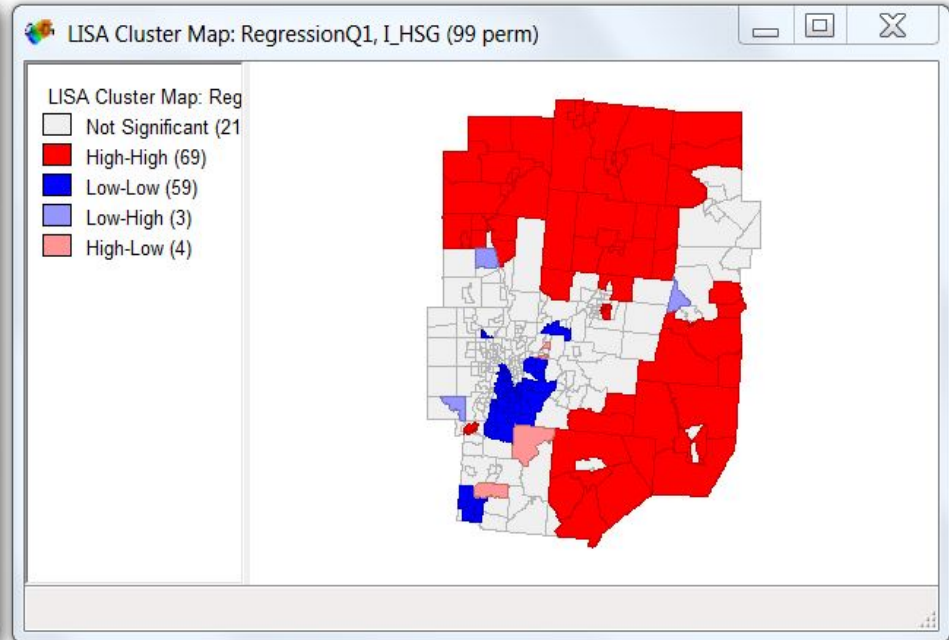 LISA Cluster Map: RegressionQ1, I_HSG (99 perm)
LISA Cluster Map: Reg
Not Significant (21
High-High (69)
Low-Low (59)
Low-High (3)
High-Low (4)